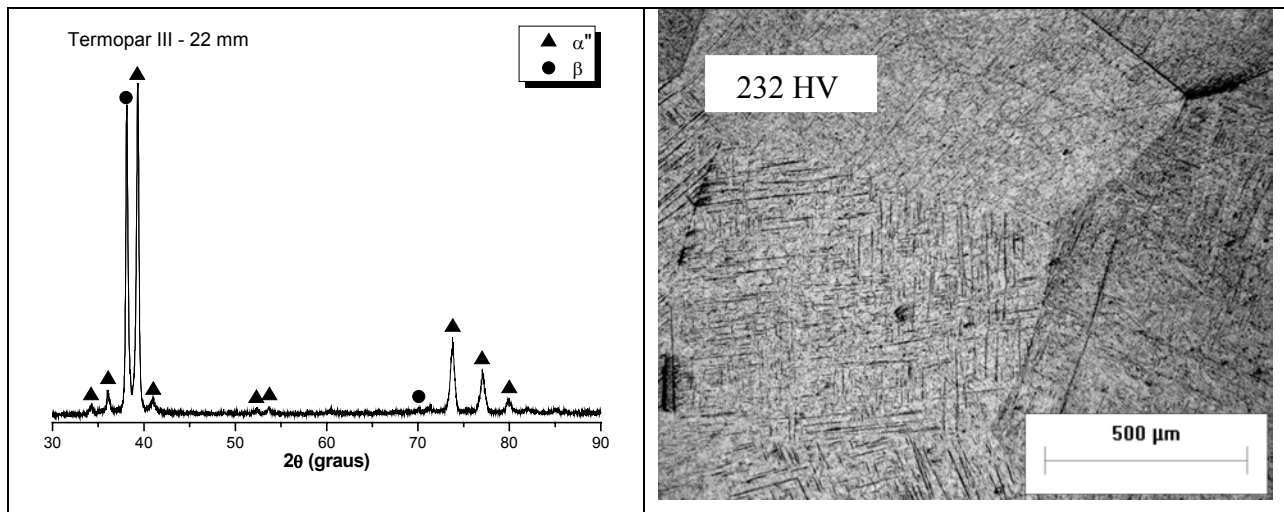 Termopar III - 22 mm
▲ α"
● β
30 40 50 60 70 80 90
2θ (graus)
232 HV
500 µm